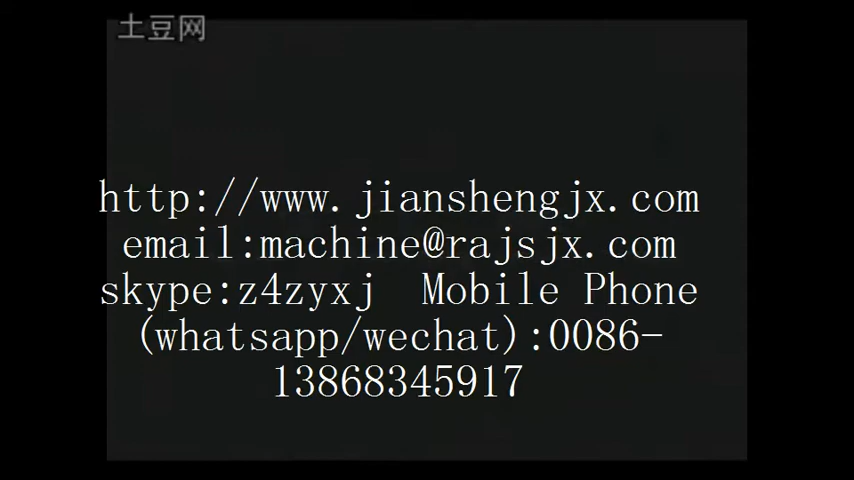 土豆网
http://www.jianshengjx.com
email:machine@rajsjx.com
skype:z4zyxj  Mobile Phone
(whatsapp/wechat):0086-
13868345917